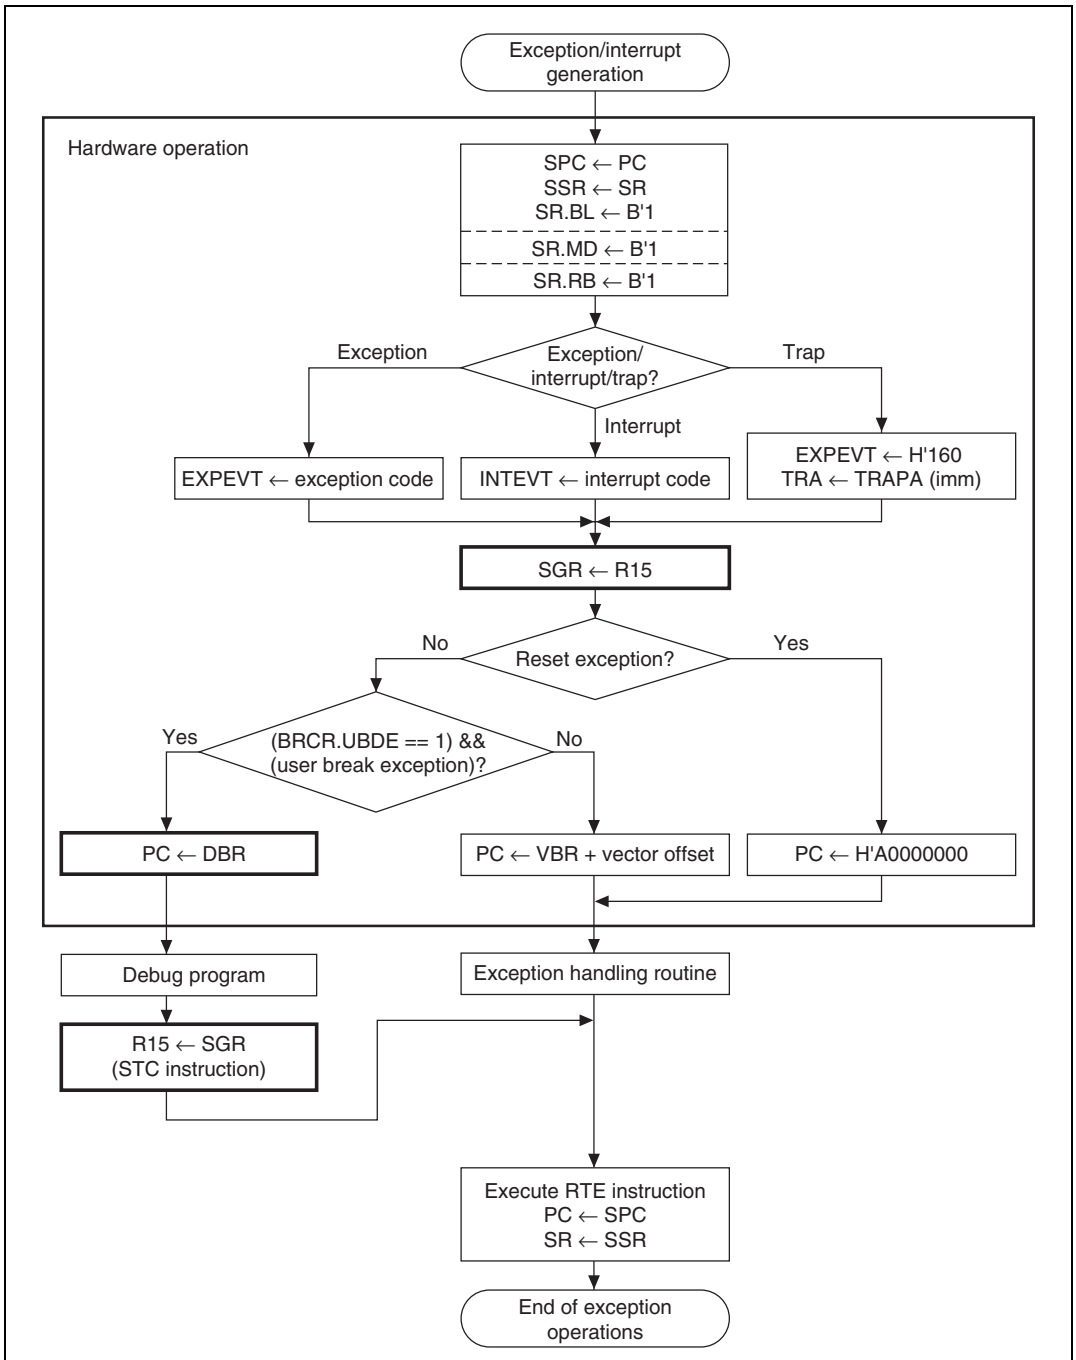 Exception/interrupt
generation
Hardware operation
SPC ← PC
SSR ← SR
SR.BL ← B'1
SR.MD ← B'1
SR.RB ← B'1
Exception
Exception/
interrupt/trap?
Trap
Interrupt
EXPEVT ← exception code
INTEVT ← interrupt code
EXPEVT ← H'160
TRA ← TRAPA (imm)
SGR ← R15
No
Reset exception?
Yes
Yes
(BRCR.UBDE == 1) &&
(user break exception)?
No
PC ← DBR
PC ← VBR + vector offset
PC ← H'A0000000
Debug program
Exception handling routine
R15 ← SGR
(STC instruction)
Execute RTE instruction
PC ← SPC
SR ← SSR
End of exception
operations